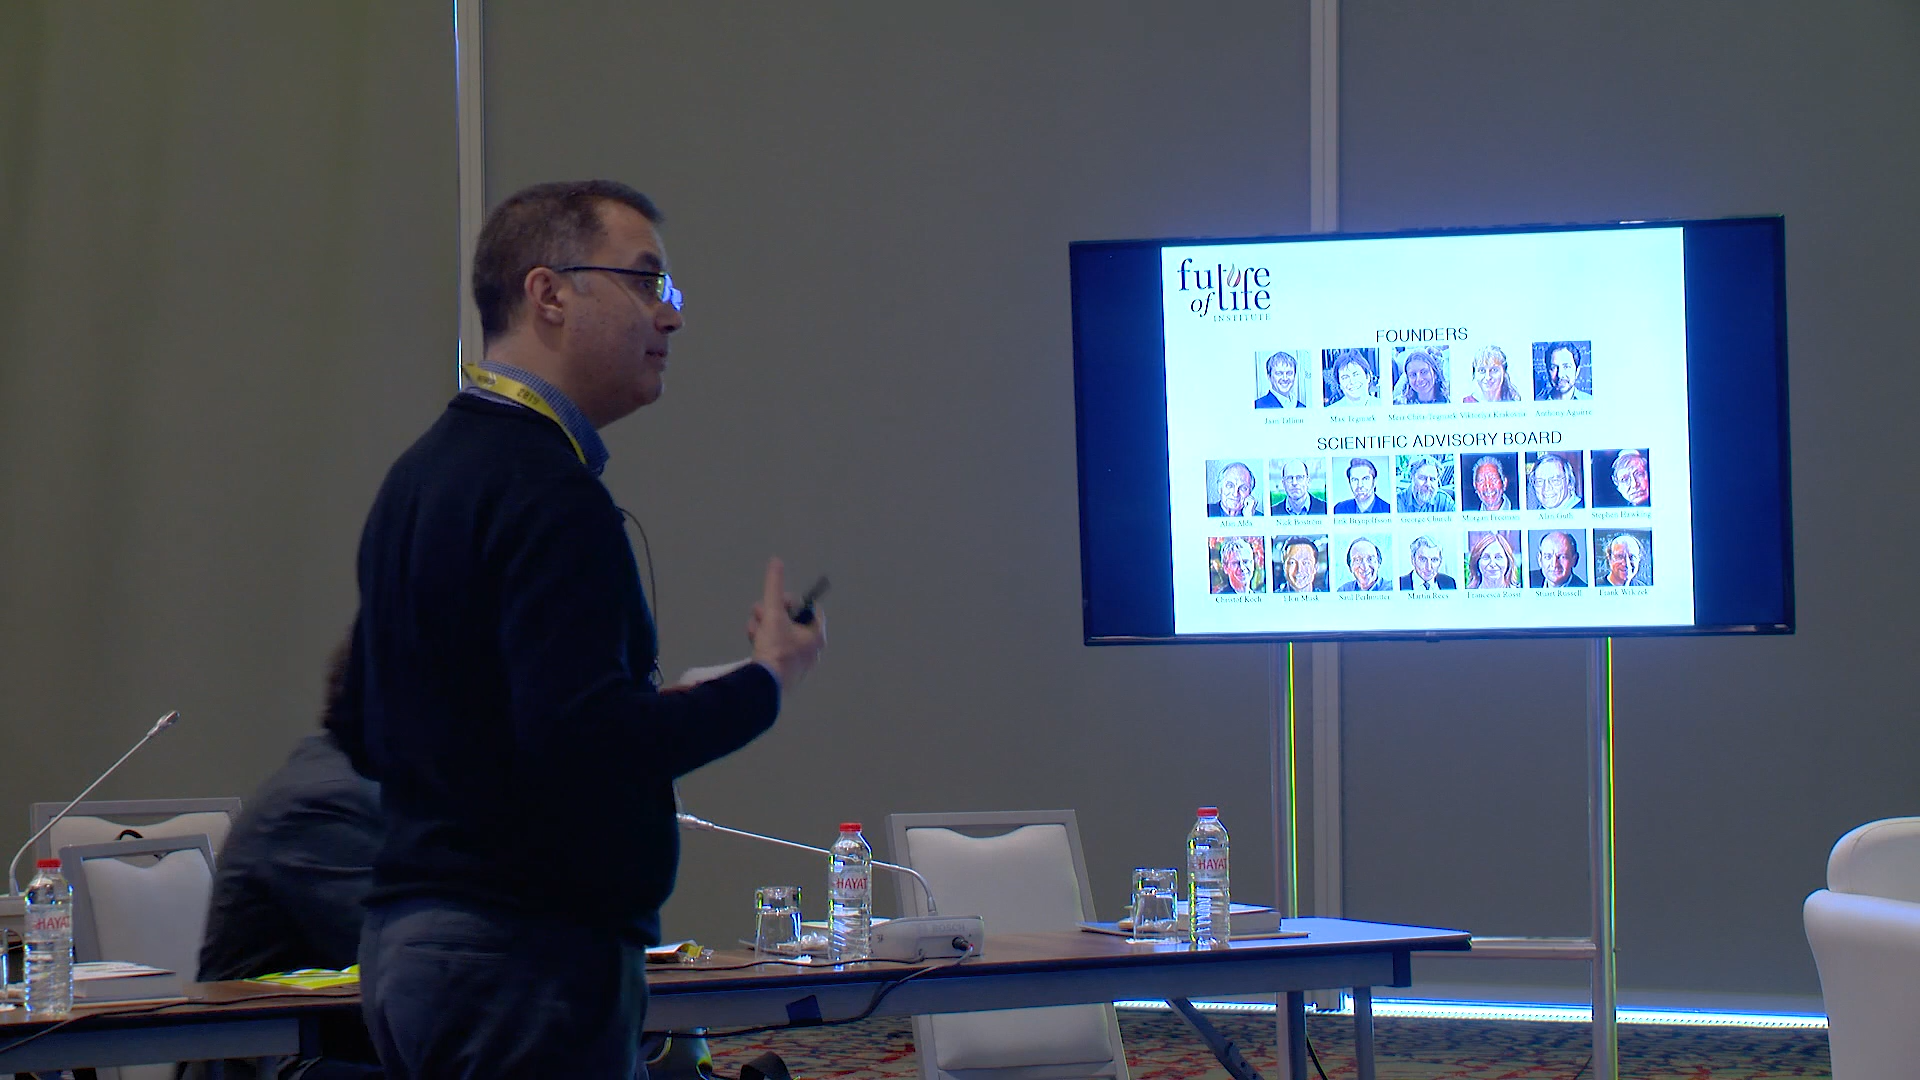 future
of life
INSTITUTE
FOUNDERS
Jaan Tallinn Max Tegmark Meia Chita-Tegmark Viktoriya Krakovna Anthony Aguirre
SCIENTIFIC ADVISORY BOARD
Alan Alda Nick Bostrom Erik Brynjolfsson George Church Morgan Freeman Alan Guth Stephen Hawking
Christof Koch Elon Musk Saul Perlmutter Martin Rees Francesca Rossi Stuart Russell Frank Wilczek
2019
HAYAT
HAYAT
HAYAT
BOSCH